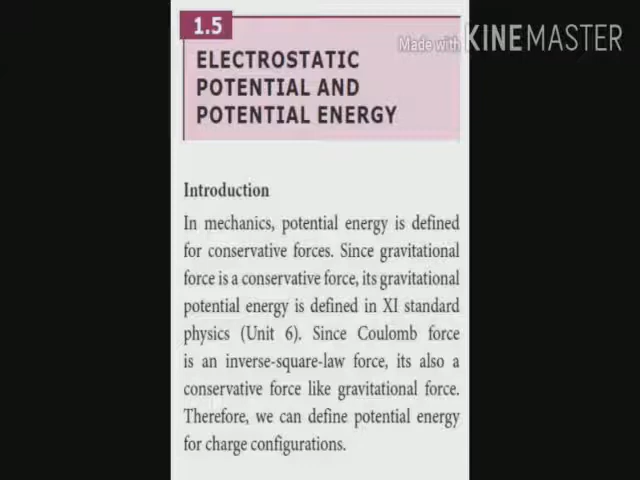 1.5
Made with KINEMASTER
ELECTROSTATIC
POTENTIAL AND
POTENTIAL ENERGY
Introduction
In mechanics, potential energy is defined
for conservative forces. Since gravitational
force is a conservative force, its gravitational
potential energy is defined in XI standard
physics (Unit 6). Since Coulomb force
is an inverse-square-law force, its also a
conservative force like gravitational force.
Therefore, we can define potential energy
for charge configurations.